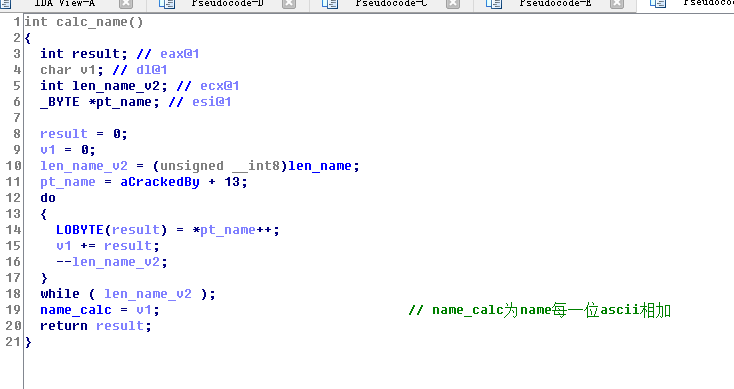 IDA View-A Pseudocode-D Pseudocode-C Pseudocode-E
1 int calc_name()
2 {
3 int result; // eax@1
4 char v1; // dl@1
5 int len_name_v2; // ecx@1
6 _BYTE *pt_name; // esi@1
7
8 result = 0;
9 v1 = 0;
10 len_name_v2 = (unsigned __int8)len_name;
11 pt_name = aCrackedBy + 13;
12 do
13 {
14 LOBYTE(result) = *pt_name++;
15 v1 += result;
16 --len_name_v2;
17 }
18 while ( len_name_v2 );
19 name_calc = v1; // name_calc为name每一位ascii相加
20 return result;
21 }